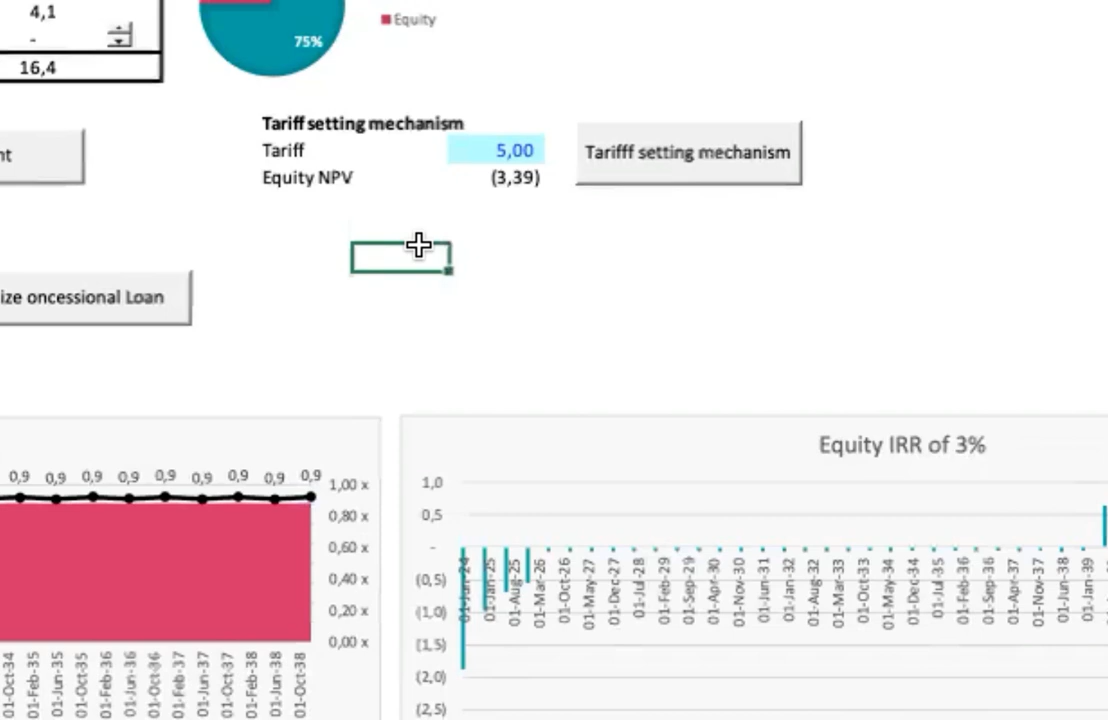 4,1
-
16,4
75%
Equity
Tariff setting mechanism
Tariff 5,00
Equity NPV (3,39)
nt
Tarifff setting mechanism
ize oncessional Loan
0,9 0,9 0,9 0,9 0,9 0,9 0,9 0,9 0,9
1,00 x
0,80 x
0,60 x
0,40 x
0,20 x
0,00 x
01-Oct-34
01-Feb-35
01-Jun-35
01-Oct-35
01-Feb-36
01-Jun-36
01-Oct-36
01-Feb-37
01-Jun-37
01-Oct-37
01-Feb-38
01-Jun-38
01-Oct-38
Equity IRR of 3%
1,0
0,5
-
(0,5)
(1,0)
(1,5)
(2,0)
(2,5)
01-Jun-24
01-Jan-25
01-Aug-25
01-Mar-26
01-Oct-26
01-May-27
01-Dec-27
01-Jul-28
01-Feb-29
01-Sep-29
01-Apr-30
01-Nov-30
01-Jun-31
01-Jan-32
01-Aug-32
01-Mar-33
01-Oct-33
01-May-34
01-Dec-34
01-Jul-35
01-Feb-36
01-Sep-36
01-Apr-37
01-Nov-37
01-Jun-38
01-Jan-39